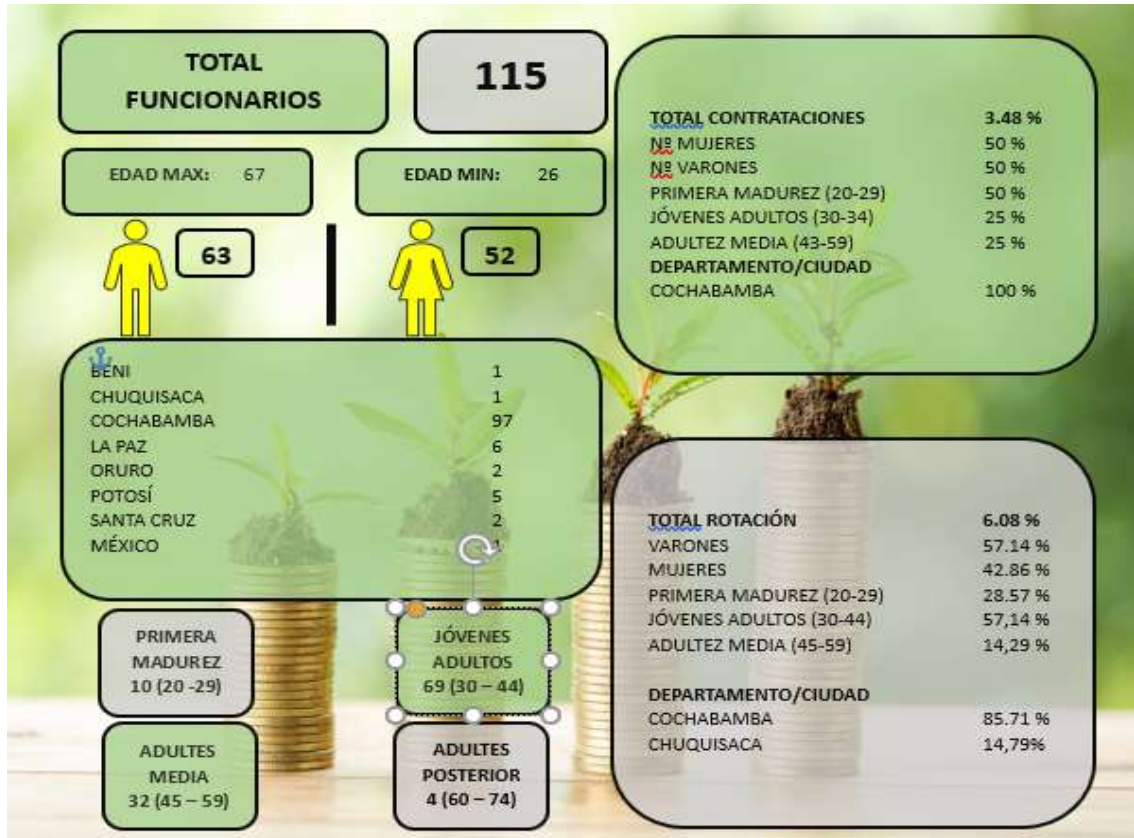 TOTAL
FUNCIONARIOS
115
EDAD MAX: 67
EDAD MIN: 26
63
52
BENI 1
CHUQUISACA 1
COCHABAMBA 97
LA PAZ 6
ORURO 2
POTOSÍ 5
SANTA CRUZ 2
MÉXICO
PRIMERA
MADUREZ
10 (20 -29)
JÓVENES
ADULTOS
69 (30 – 44)
ADULTES
MEDIA
32 (45 – 59)
ADULTES
POSTERIOR
4 (60 – 74)
TOTAL CONTRATACIONES 3.48 %
Nº MUJERES 50 %
Nº VARONES 50 %
PRIMERA MADUREZ (20-29) 50 %
JÓVENES ADULTOS (30-34) 25 %
ADULTEZ MEDIA (43-59) 25 %
DEPARTAMENTO/CIUDAD
COCHABAMBA 100 %
TOTAL ROTACIÓN 6.08 %
VARONES 57.14 %
MUJERES 42.86 %
PRIMERA MADUREZ (20-29) 28.57 %
JÓVENES ADULTOS (30-44) 57,14 %
ADULTEZ MEDIA (45-59) 14,29 %
DEPARTAMENTO/CIUDAD
COCHABAMBA 85.71 %
CHUQUISACA 14,79%